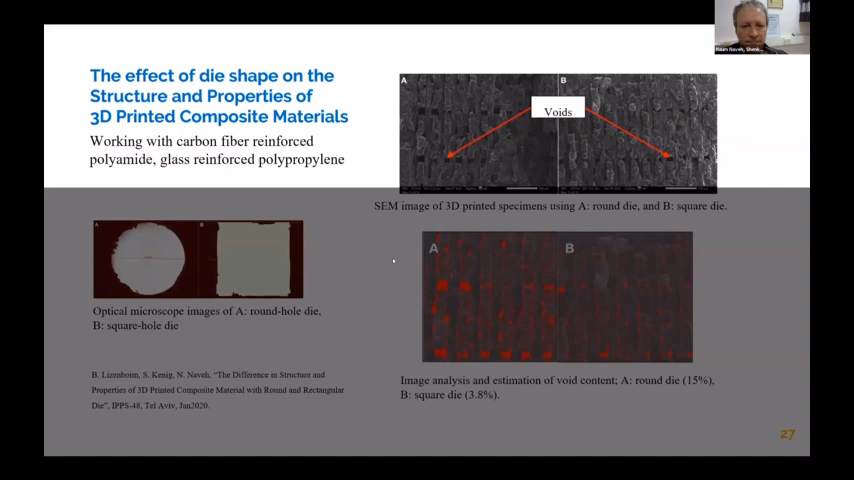 The effect of die shape on the
Structure and Properties of
3D Printed Composite Materials
Working with carbon fiber reinforced
polyamide, glass reinforced polypropylene
A
B
Voids
SEM image of 3D printed specimens using A: round die, and B: square die.
A
B
Optical microscope images of A: round-hole die,
B: square-hole die
A
B
Image analysis and estimation of void content; A: round die (15%),
B: square die (3.8%).
B. Lizenboim, S. Kenig, N. Naveh, "The Difference in Structure and
Properties of 3D Printed Composite Material with Round and Rectangular
Die", IPPS-48, Tel Aviv, Jan2020.
27
Naum Naveh, Shenk...